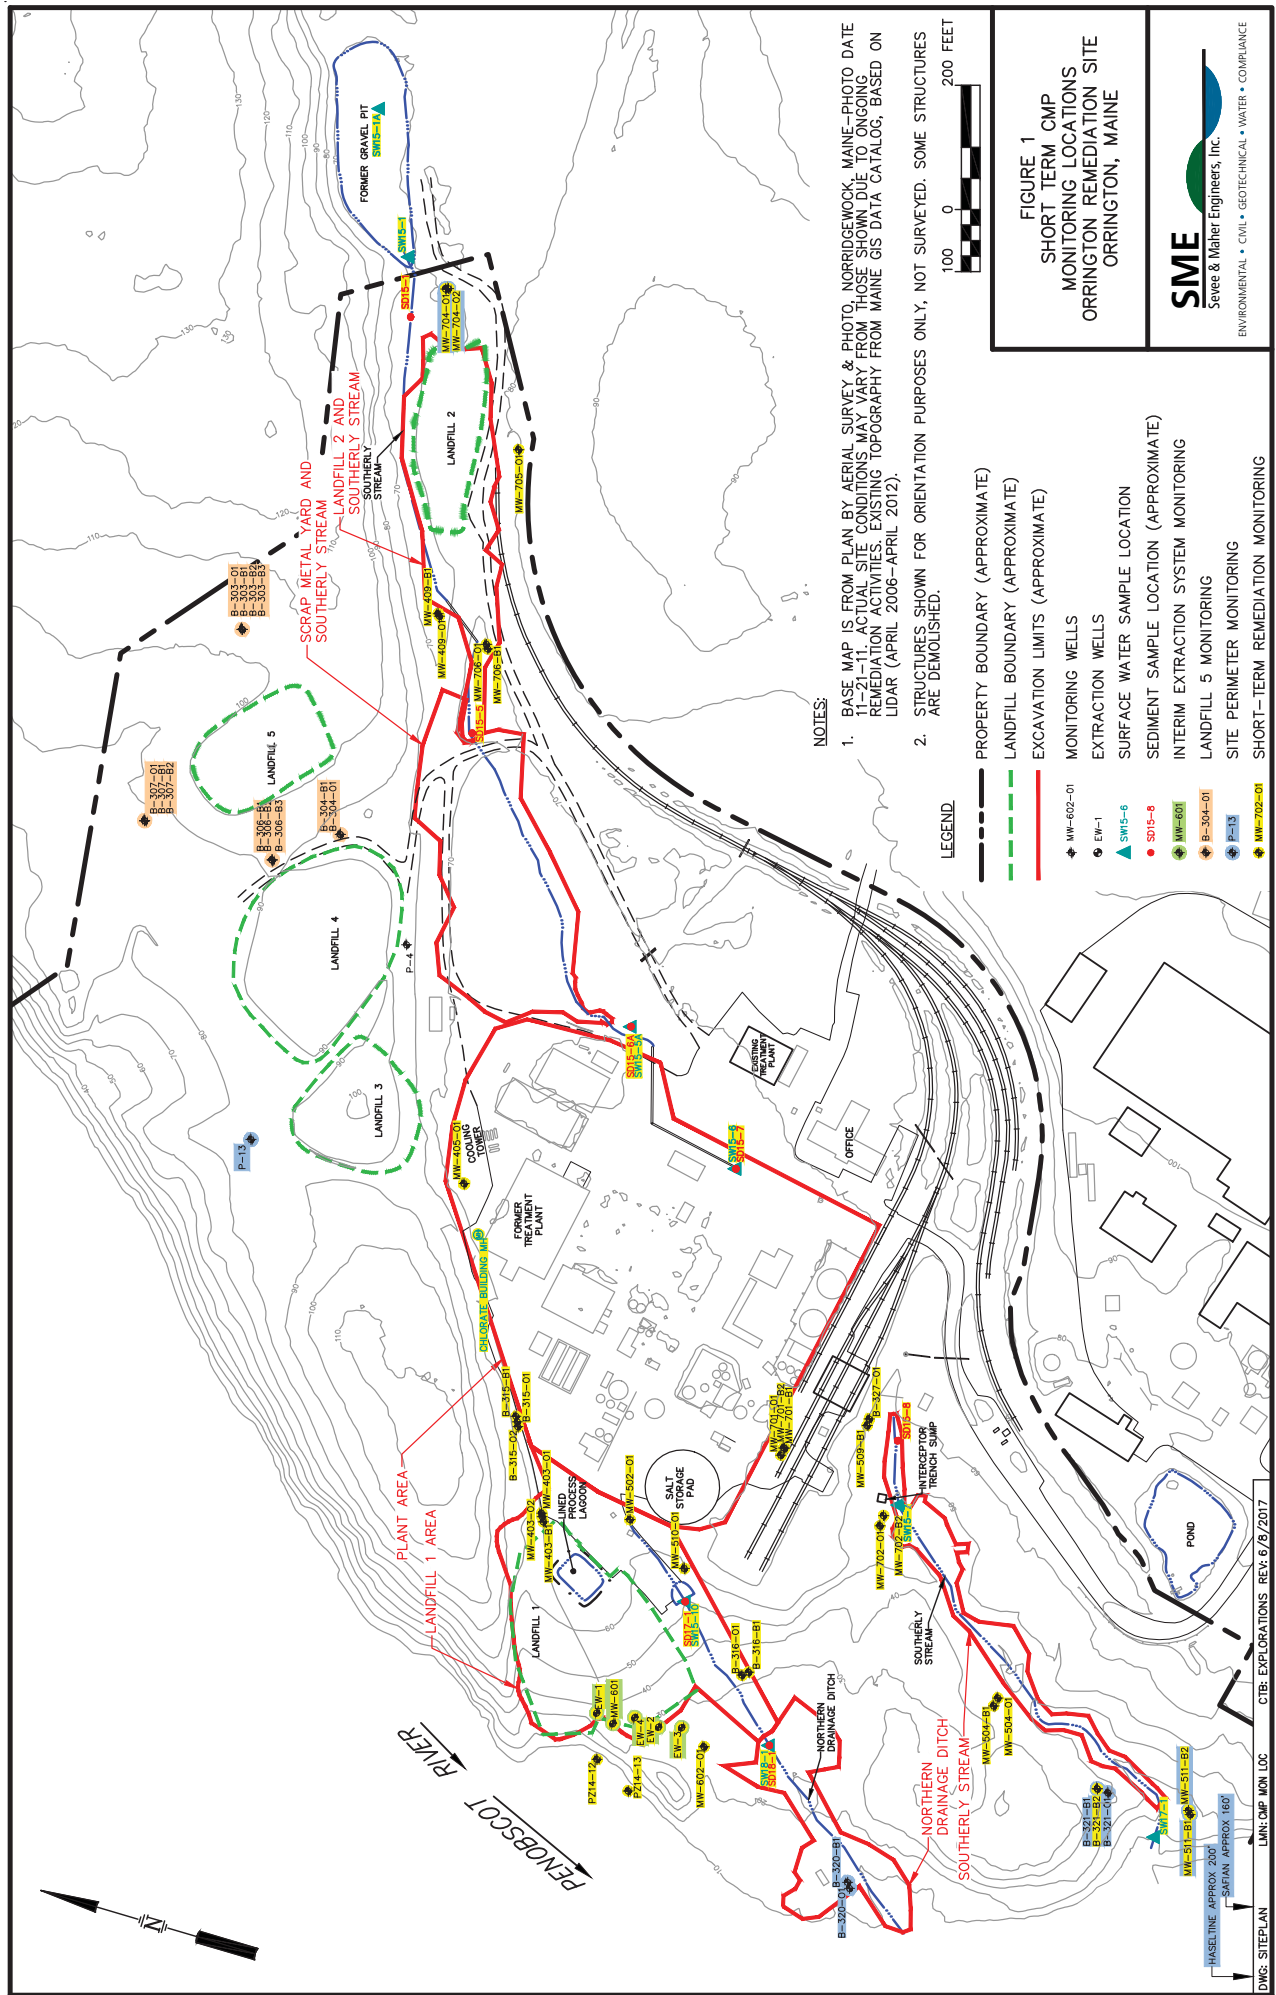 FIGURE 1
SHORT TERM CMP
MONITORING LOCATIONS
ORRINGTON REMEDIATION SITE
ORRINGTON, MAINE
SME
Sevee & Maher Engineers, Inc.
ENVIRONMENTAL • CIVIL • GEOTECHNICAL • WATER • COMPLIANCE
100 0 200 FEET
NOTES:
1. BASE MAP IS FROM PLAN BY AERIAL SURVEY & PHOTO, NORRIDGEWOCK, MAINE-PHOTO DATE
11-21-11. ACTUAL SITE CONDITIONS MAY VARY FROM THOSE SHOWN DUE TO ONGOING
REMEDIATION ACTIVITIES. EXISTING TOPOGRAPHY FROM MAINE GIS DATA CATALOG, BASED ON
LIDAR (APRIL 2006-APRIL 2012).
2. STRUCTURES SHOWN FOR ORIENTATION PURPOSES ONLY, NOT SURVEYED. SOME STRUCTURES
ARE DEMOLISHED.
LEGEND
PROPERTY BOUNDARY (APPROXIMATE)
LANDFILL BOUNDARY (APPROXIMATE)
EXCAVATION LIMITS (APPROXIMATE)
MW-602-01 MONITORING WELLS
EW-1 EXTRACTION WELLS
SW15-6 SURFACE WATER SAMPLE LOCATION
SD15-8 SEDIMENT SAMPLE LOCATION (APPROXIMATE)
MW-601 INTERIM EXTRACTION SYSTEM MONITORING
B-304-01 LANDFILL 5 MONITORING
P-13 SITE PERIMETER MONITORING
MW-702-01 SHORT-TERM REMEDIATION MONITORING
FORMER GRAVEL PIT
SW15-1A
SW15-1
SD15-1
MW-704-01
MW-704-02
LANDFILL 2
LANDFILL 2 AND
SOUTHERLY STREAM
SOUTHERLY
STREAM
SCRAP METAL YARD AND
SOUTHERLY STREAM
MW-705-01
MW-409-B1
MW-409-01
MW-706-01
MW-706-B1
SD15-5
B-303-01
B-303-B1
B-303-B2
B-303-B3
LANDFILL 5
B-307-01
B-307-B1
B-307-B2
B-306-B1
B-306-B2
B-306-B3
B-304-B1
B-304-01
LANDFILL 4
P-4
LANDFILL 3
P-13
SD15-6A
SW15-5A
EXISTING
TREATMENT
PLANT
OFFICE
SW15-6
SD15-7
MW-405-01
COOLING
TOWER
FORMER
TREATMENT
PLANT
CHLORATE BUILDING MH
B-315-B1
B-315-01
B-315-02
PLANT AREA
LANDFILL 1 AREA
MW-403-02
MW-403-01
MW-403-B1
LINED
PROCESS
LAGOON
LANDFILL 1
MW-502-01
SALT
STORAGE
PAD
MW-510-01
MW-701-01
MW-701-B2
MW-701-B1
MW-509-B1
B-327-01
SD15-8
INTERCEPTOR
TRENCH SUMP
MW-702-01
MW-702-B2
SW15-7
SD17-1
SW15-10
B-316-01
B-316-B1
EW-1
MW-601
EW-4
EW-2
EW-3
PZ14-12
PZ14-13
MW-602-01
SW18-1
SD18-1
NORTHERN
DRAINAGE DITCH
SOUTHERLY
STREAM
MW-504-B1
MW-504-01
NORTHERN
DRAINAGE DITCH
SOUTHERLY STREAM
B-320-B1
B-320-01
B-321-B1
B-321-B2
B-321-01
SW17-1
MW-511-B2
MW-511-B1
POND
PENOBSCOT RIVER
N
HASELTINE APPROX 200'
SAFIAN APPROX 160'
DWG: SITEPLAN LMN: CMP MON LOC CTB: EXPLORATIONS REV: 6/8/2017